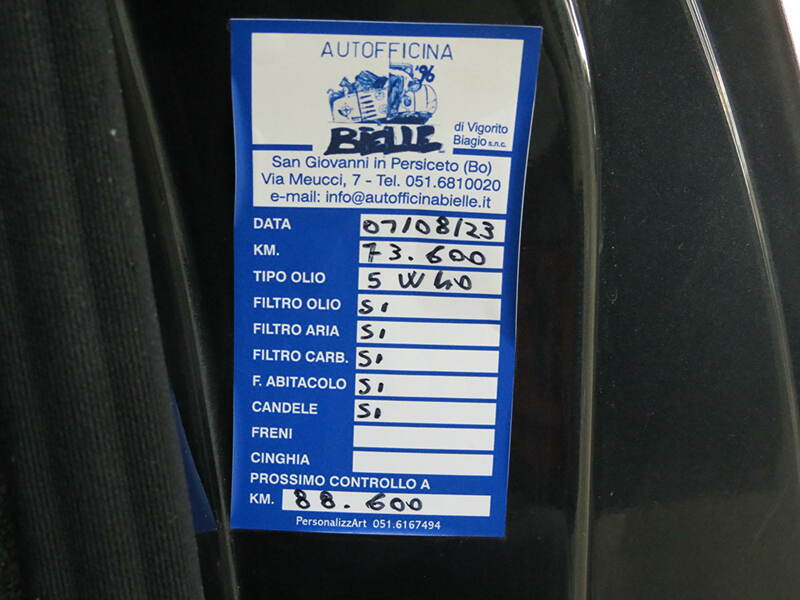 AUTOFFICINA
'96
BIELLE
di Vigorito
Biagio s.n.c.
San Giovanni in Persiceto (Bo)
Via Meucci, 7 - Tel. 051.6810020
e-mail: info@autofficinabielle.it
DATA 07/08/23
KM. 73.600
TIPO OLIO 5W40
FILTRO OLIO Si
FILTRO ARIA Si
FILTRO CARB. Si
F. ABITACOLO Si
CANDELE Si
FRENI
CINGHIA
PROSSIMO CONTROLLO A
KM. 88.600
PersonalizzArt 051.6167494